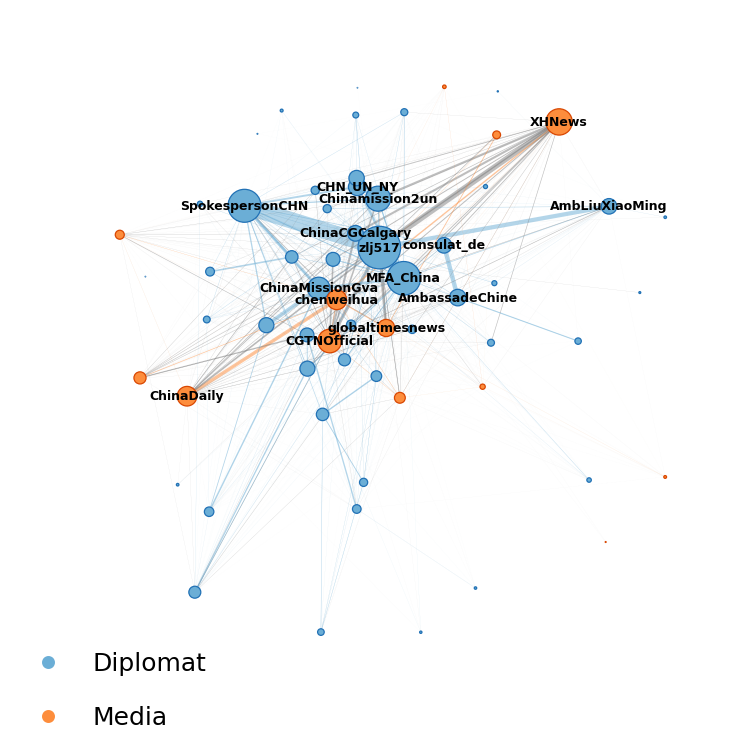 XHNews
CHN_UN_NY
Chinamission2un
SpokespersonCHN
AmbLiuXiaoMing
ChinaCGCalgary
zlj517
consulat_de
MFA_China
ChinaMissionGva
chenweihua
AmbassadeChine
globaltimesnews
CGTNOfficial
ChinaDaily
Diplomat
Media